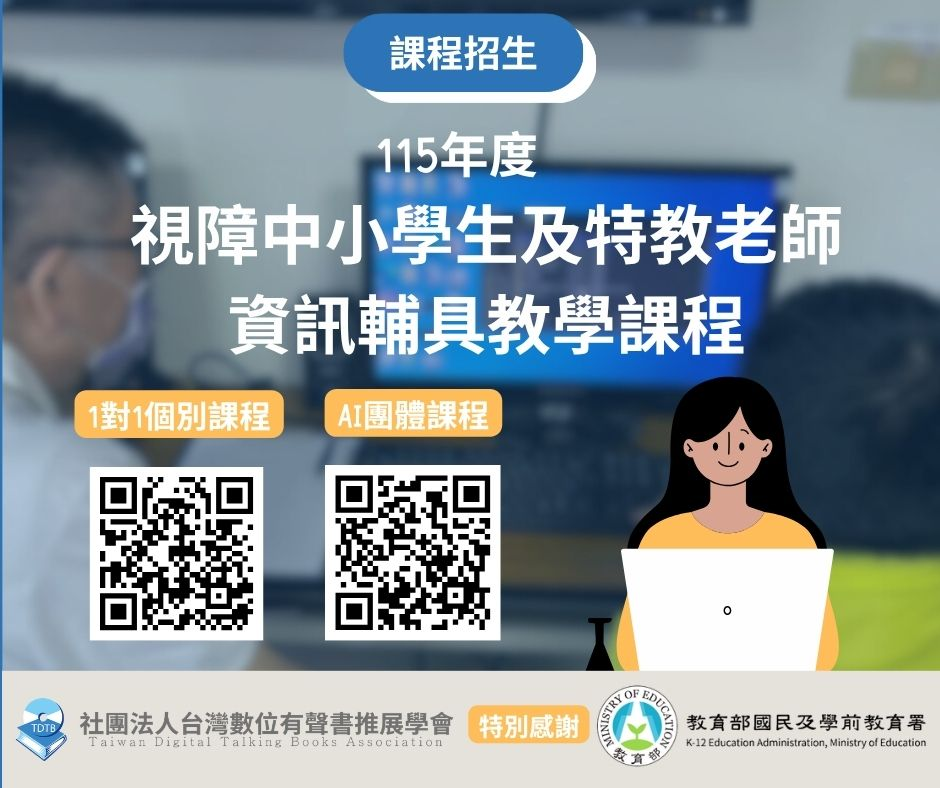 課程招生
115年度
視障中小學生及特教老師
資訊輔具教學課程
1對1個別課程
AI團體課程
TDTB
社團法人台灣數位有聲書推展學會
Taiwan Digital Talking Books Association
特別感謝
MINISTRY OF EDUCATION
教育部
教育部國民及學前教育署
K-12 Education Administration, Ministry of Education